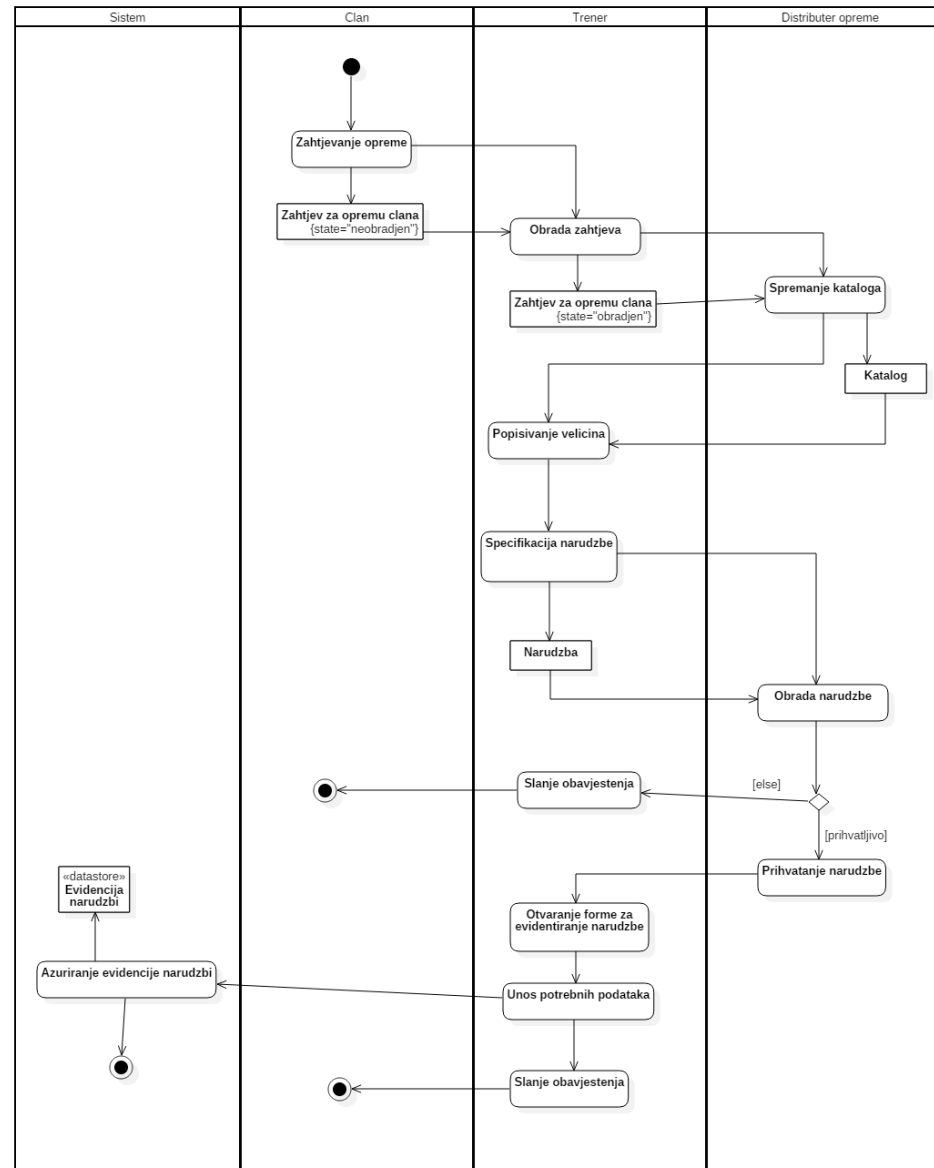 Sistem
Clan
Trener
Distributer opreme
Zahtjevanje opreme
Zahtjev za opremu clana
{state="neobradjen"}
Obrada zahtjeva
Spremanje kataloga
Zahtjev za opremu clana
{state="obradjen"}
Katalog
Popisivanje velicina
Specifikacija narudzbe
Narudzba
Obrada narudzbe
Slanje obavjestenja
[else]
[prihvatljivo]
Prihvatanje narudzbe
«datastore»
Evidencija
narudzbi
Otvaranje forme za
evidentiranje narudzbe
Azuriranje evidencije narudzbi
Unos potrebnih podataka
Slanje obavjestenja